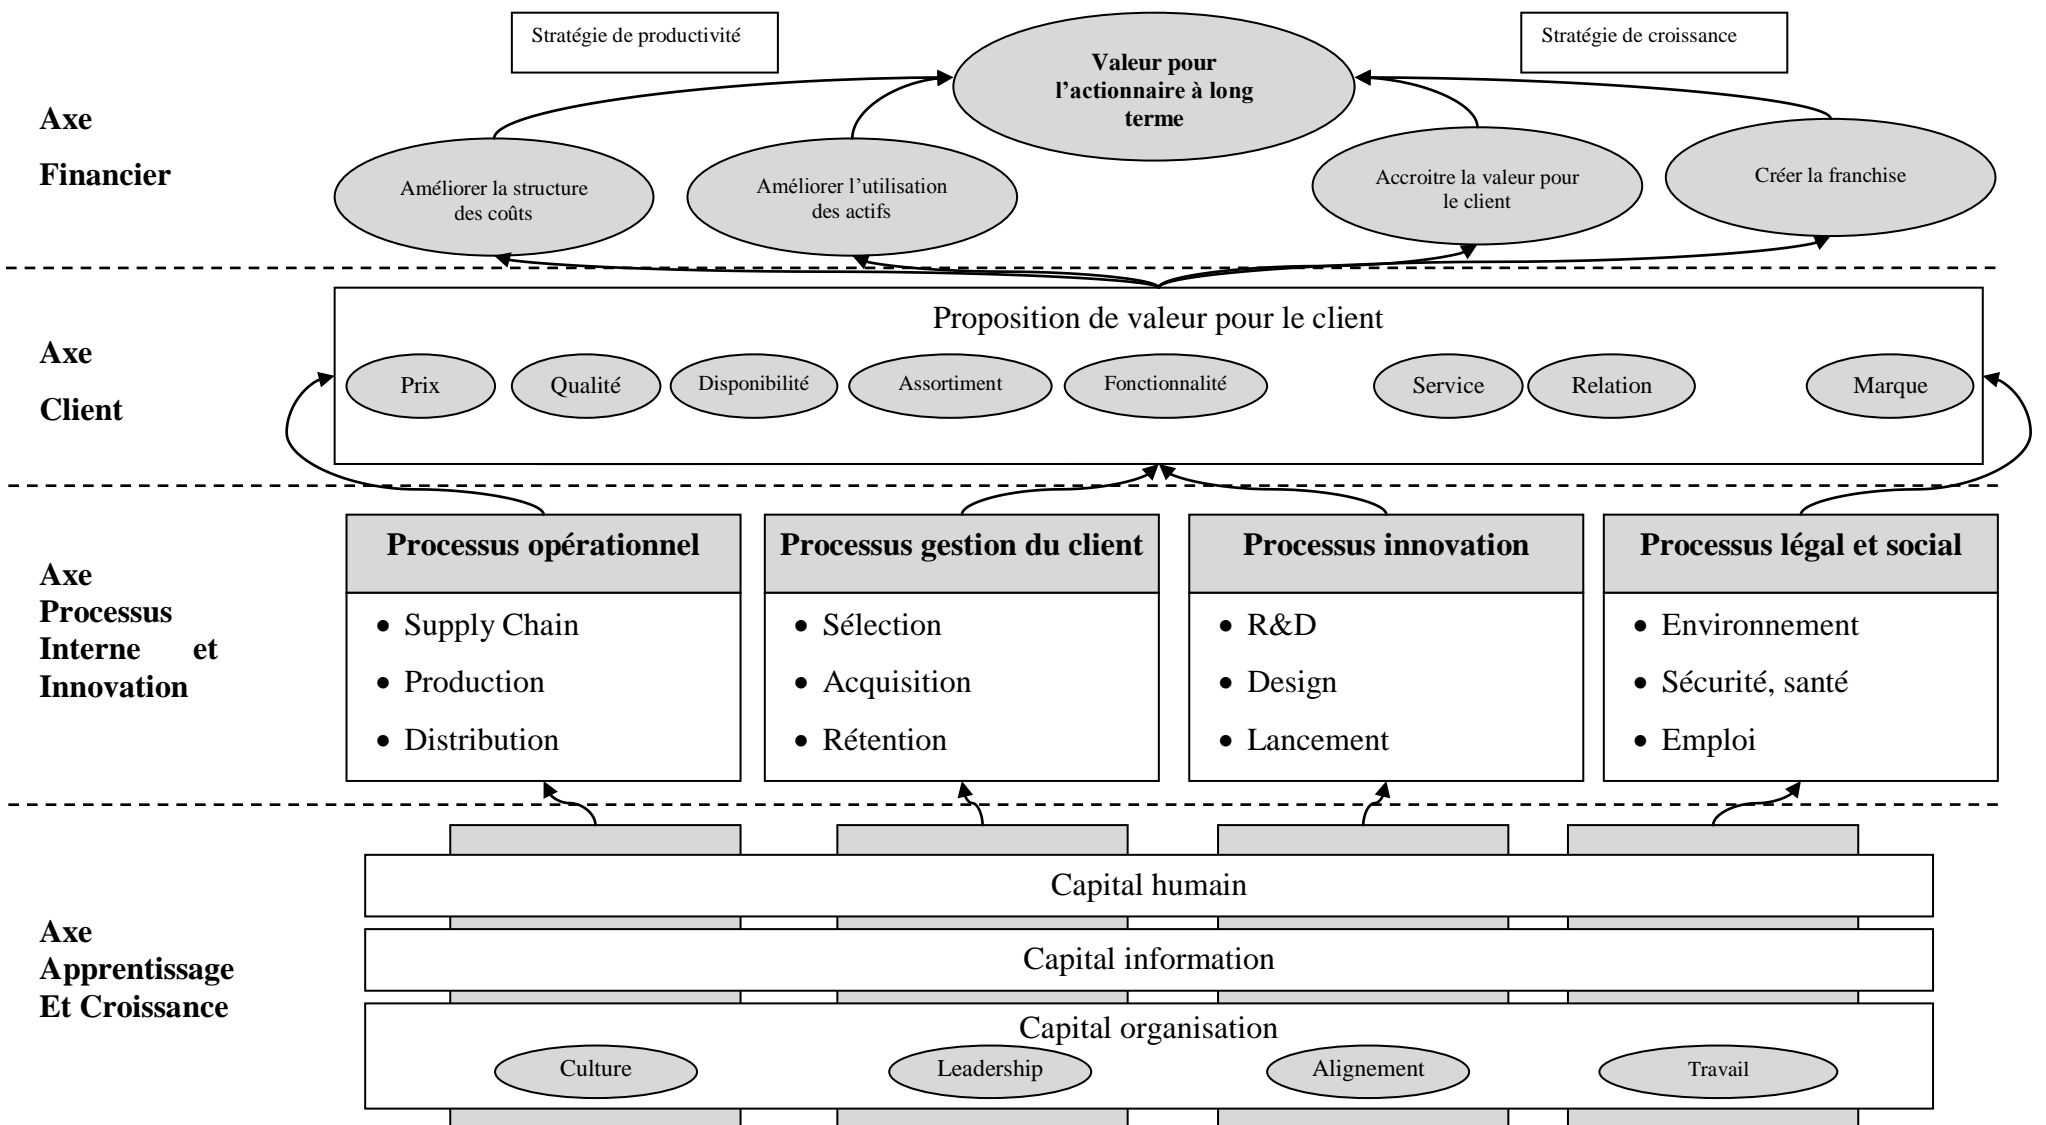 Stratégie de productivité
Stratégie de croissance
Valeur pour
l’actionnaire à long
terme
Axe
Financier
Améliorer la structure
des coûts
Améliorer l’utilisation
des actifs
Accroitre la valeur pour
le client
Créer la franchise
Axe
Client
Proposition de valeur pour le client
Prix
Qualité
Disponibilité
Assortiment
Fonctionnalité
Service
Relation
Marque
Axe
Processus
Interne et
Innovation
Processus opérationnel
• Supply Chain
• Production
• Distribution
Processus gestion du client
• Sélection
• Acquisition
• Rétention
Processus innovation
• R&D
• Design
• Lancement
Processus légal et social
• Environnement
• Sécurité, santé
• Emploi
Axe
Apprentissage
Et Croissance
Capital humain
Capital information
Capital organisation
Culture
Leadership
Alignement
Travail